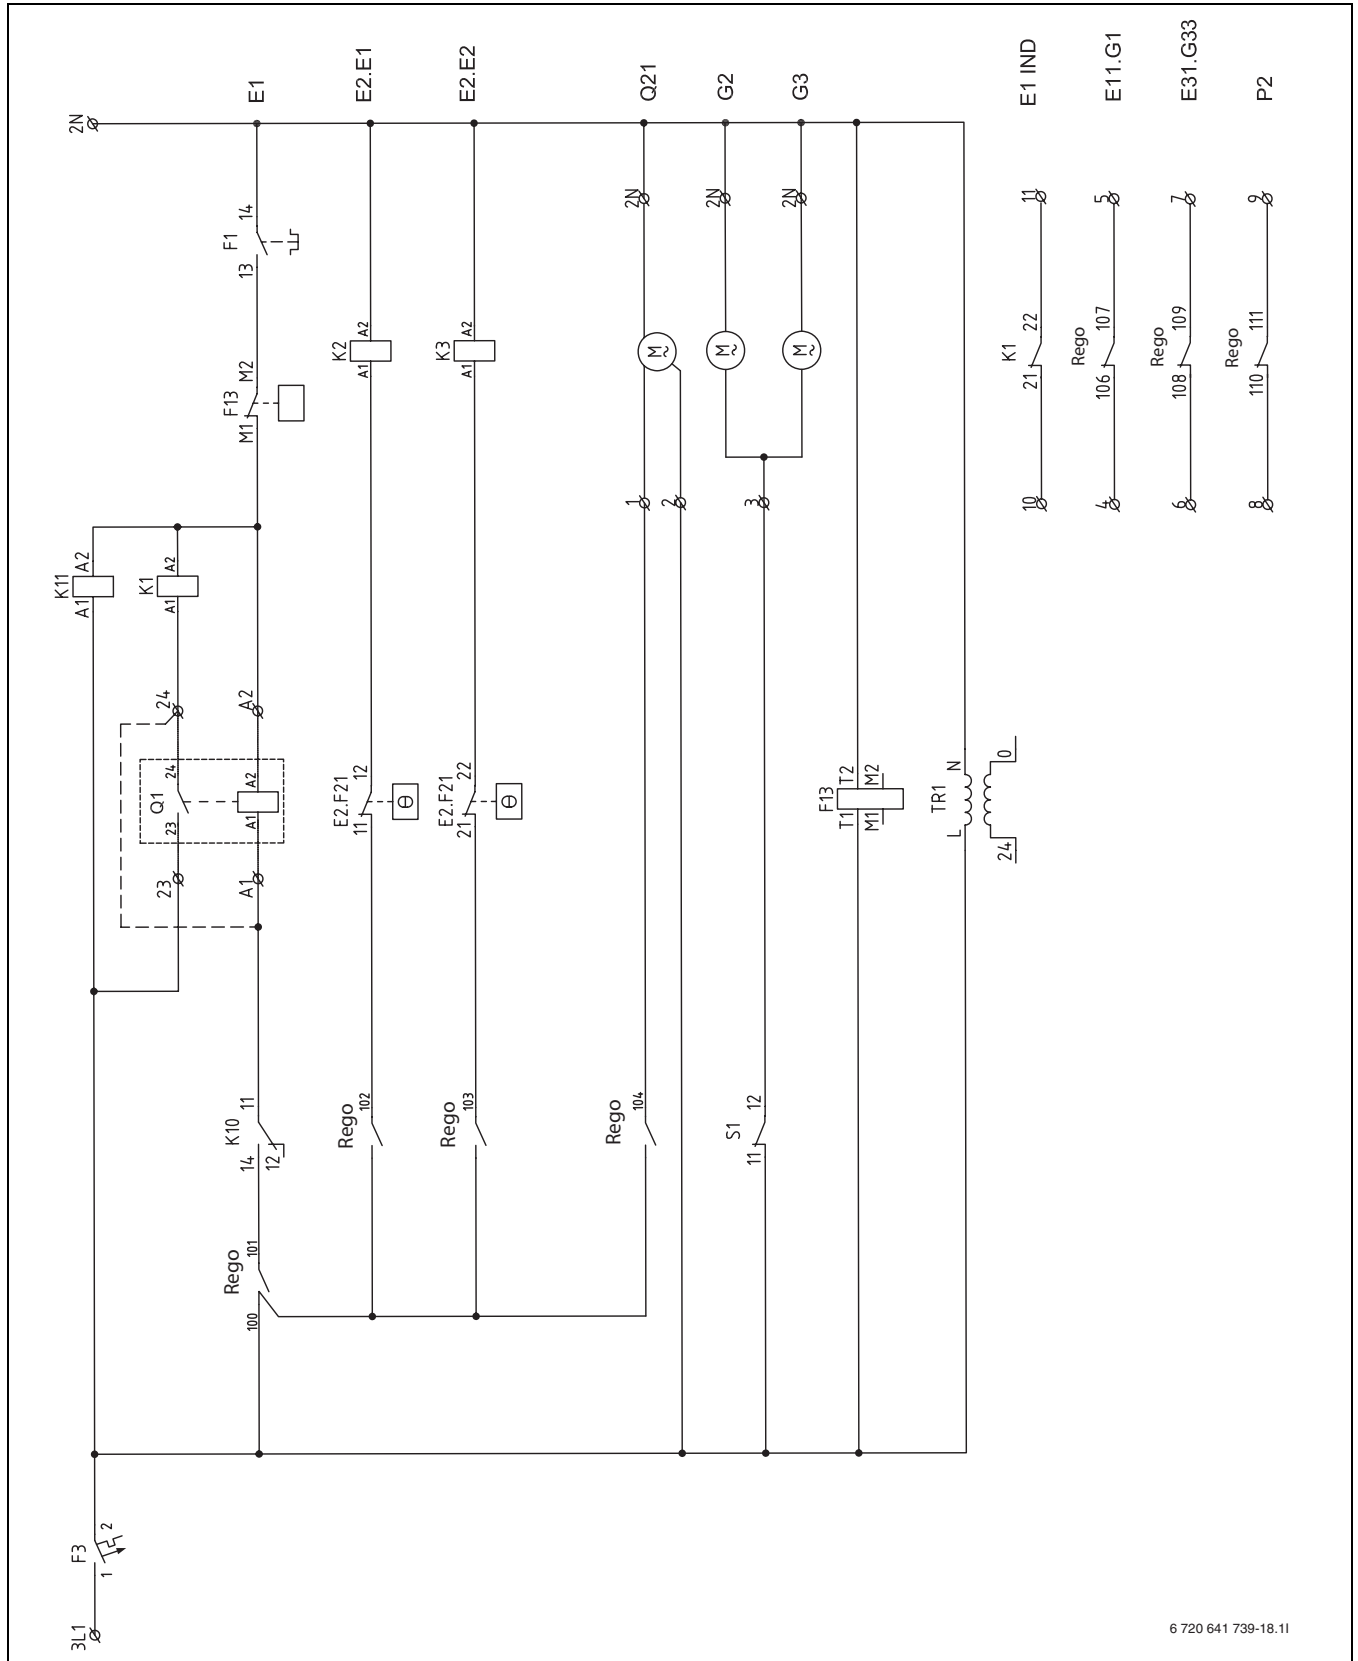 E1
E2.E1
E2.E2
Q21
G2
G3
E1 IND
E11.G1
E31.G33
P2
2N
F1
14
13
F13
M2
M1
K2
A2
A1
K3
A2
A1
2N
2N
2N
M
M
M
1
2
3
K11
A2
A1
K1
A2
A1
24
A2
Q1
24
23
A2
A1
23
A1
E2.F21
12
11
Θ
E2.F21
22
21
Θ
F13
T2
T1
M2
M1
TR1
N
L
0
24
K10
11
14
12
Rego
101
100
Rego
102
Rego
103
Rego
104
S1
12
11
F3
2
1
3L1
11
K1
22
21
10
5
Rego
107
106
4
7
Rego
109
108
6
9
Rego
111
110
8
6 720 641 739-18.1I